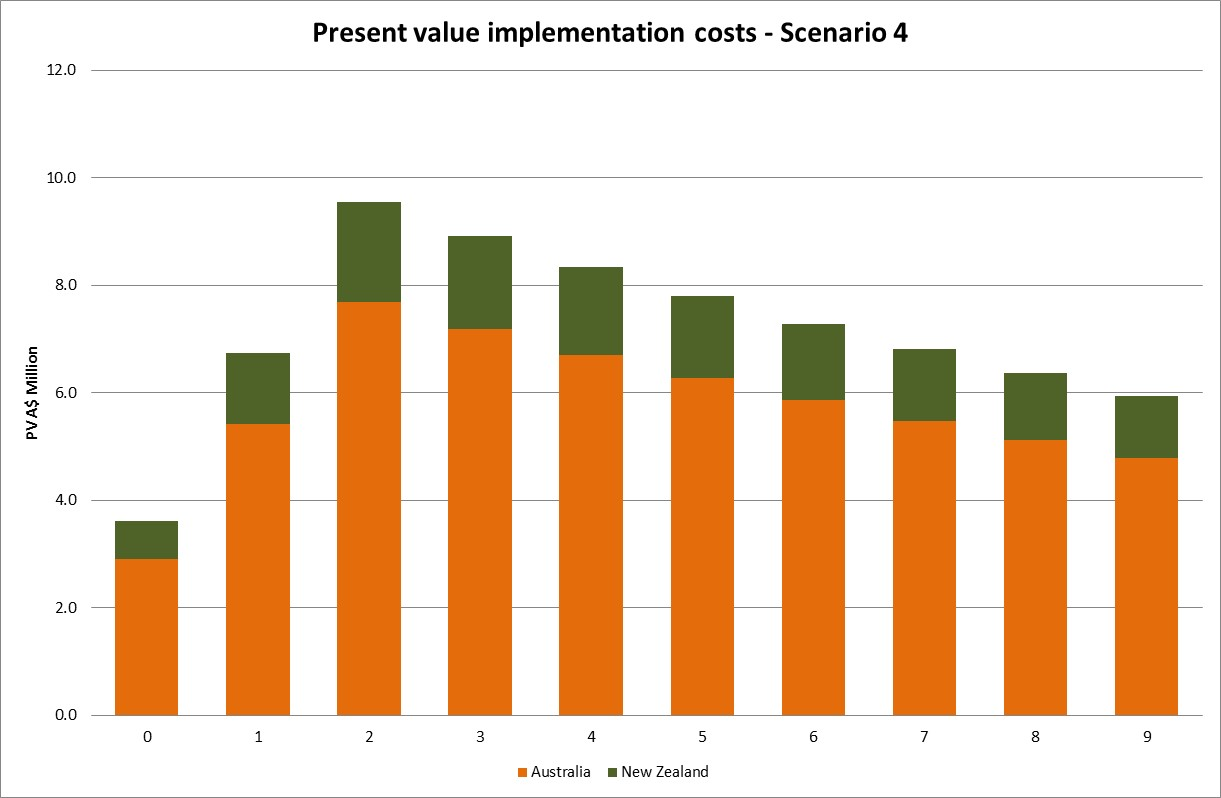 Present value implementation costs - Scenario 4
12.0
10.0
8.0
6.0
4.0
2.0
0.0
PV A$ Million
0 1 2 3 4 5 6 7 8 9
Australia New Zealand